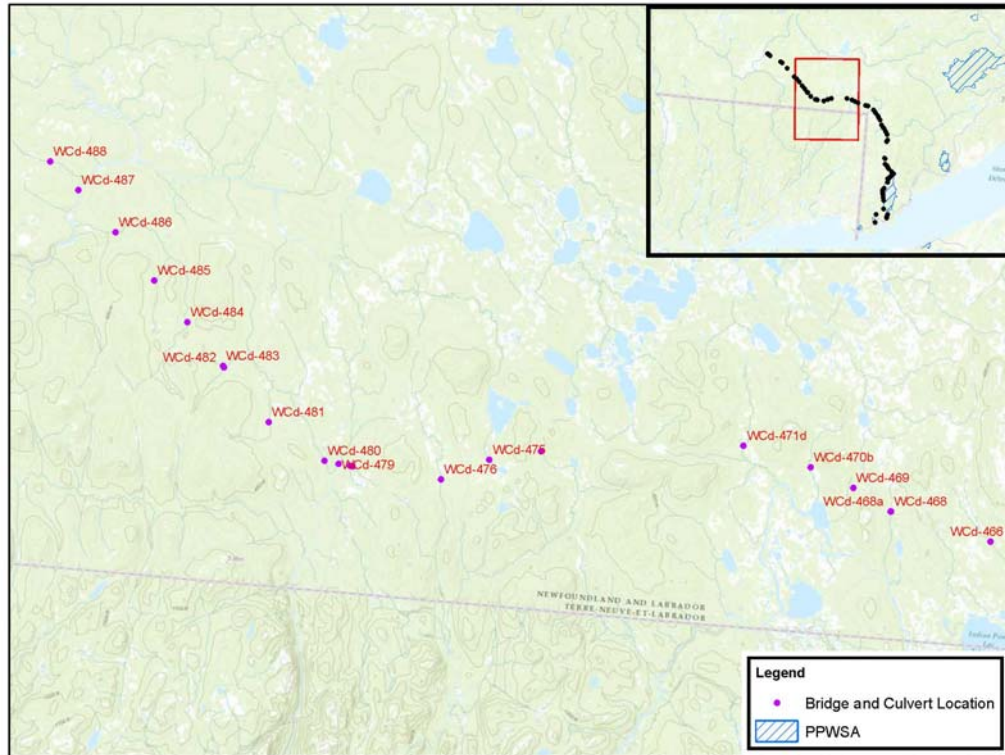 WCd-488
WCd-487
WCd-486
WCd-485
WCd-484
WCd-482
WCd-483
WCd-481
WCd-480
WCd-479
WCd-476
WCd-475
WCd-471d
WCd-470b
WCd-469
WCd-468a
WCd-468
WCd-466
NEWFOUNDLAND AND LABRADOR
TERRE-NEUVE-ET-LABRADOR
Legend
Bridge and Culvert Location
PPWSA